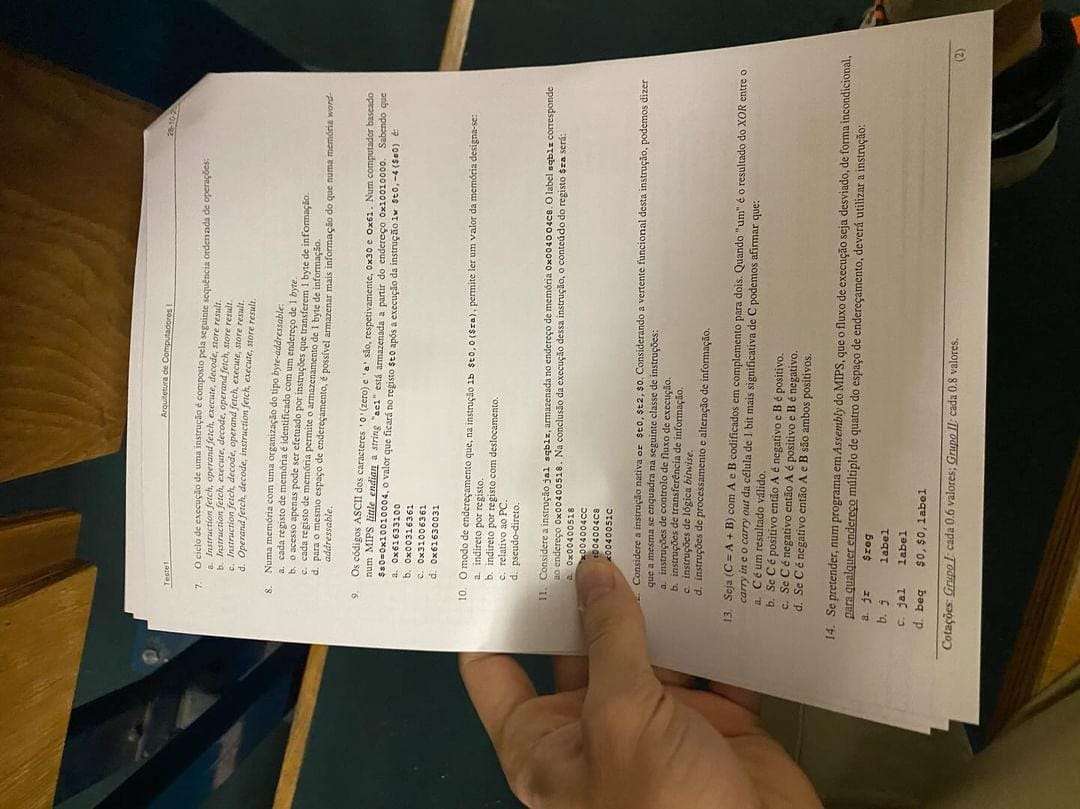 Teste1 Arquitetura de Computadores I 28-10-2
7. O ciclo de execução de uma instrução é composto pela seguinte sequência ordenada de operações:
a. Instruction fetch, operand fetch, execute, decode, store result.
b. Instruction fetch, execute, decode, operand fetch, store result.
c. Instruction fetch, decode, operand fetch, execute, store result.
d. Operand fetch, decode, instruction fetch, execute, store result.
8. Numa memória com uma organização do tipo byte-addressable:
a. cada registo de memória é identificado com um endereço de 1 byte.
b. o acesso apenas pode ser efetuado por instruções que transferem 1 byte de informação.
c. cada registo de memória permite o armazenamento de 1 byte de informação.
d. para o mesmo espaço de endereçamento, é possível armazenar mais informação do que numa memória word-
addressable.
9. Os códigos ASCII dos caracteres '0'(zero) e 'a' são, respetivamente, 0x30 e 0x61. Num computador baseado
num MIPS little endian a string "ac1" está armazenada a partir do endereço 0x10010000. Sabendo que
$s0=0x10010004, o valor que ficará no registo $t0 após a execução da instrução lw $t0,-4($s0) é:
a. 0x61633100
b. 0x00316361
c. 0x31006361
d. 0x61630031
10. O modo de endereçamento que, na instrução lb $t0,0($ra), permite ler um valor da memória designa-se:
a. indireto por registo.
b. indireto por registo com deslocamento.
c. relativo ao PC.
d. pseudo-direto.
11. Considere a instrução jal sqblz, armazenada no endereço de memória 0x004004C8. O label sqblz corresponde
ao endereço 0x00400518. Na conclusão da execução dessa instrução, o conteúdo do registo $ra será:
a. 0x00400518
x004004CC
004004C8
x0040051C
Considere a instrução nativa or $t0,$t2,$0. Considerando a vertente funcional desta instrução, podemos dizer
que a mesma se enquadra na seguinte classe de instruções:
a. instruções de controlo de fluxo de execução.
b. instruções de transferência de informação.
c. instruções de lógica bitwise.
d. instruções de processamento e alteração de informação.
13. Seja (C = A + B) com A e B codificados em complemento para dois. Quando "um" é o resultado do XOR entre o
carry in e o carry out da célula de 1 bit mais significativa de C podemos afirmar que:
a. C é um resultado válido.
b. Se C é positivo então A é negativo e B é positivo.
c. Se C é negativo então A é positivo e B é negativo.
d. Se C é negativo então A e B são ambos positivos.
14. Se pretender, num programa em Assembly do MIPS, que o fluxo de execução seja desviado, de forma incondicional,
para qualquer endereço múltiplo de quatro do espaço de endereçamento, deverá utilizar a instrução:
a. jr $reg
b. j label
c. jal label
d. beq $0,$0,label
Cotações: Grupo I: cada 0.6 valores; Grupo II: cada 0.8 valores.
(2)